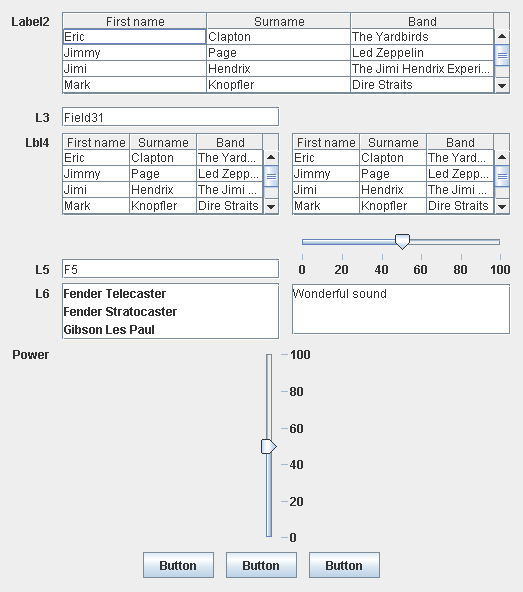 Label2 First name Surname Band
Eric Clapton The Yardbirds
Jimmy Page Led Zeppelin
Jimi Hendrix The Jimi Hendrix Experi...
Mark Knopfler Dire Straits
L3 Field31
Lbl4 First name Surname Band First name Surname Band
Eric Clapton The Yard... Eric Clapton The Yard...
Jimmy Page Led Zepp... Jimmy Page Led Zepp...
Jimi Hendrix The Jimi ... Jimi Hendrix The Jimi ...
Mark Knopfler Dire Straits Mark Knopfler Dire Straits
L5 F5 0 20 40 60 80 100
L6 Fender Telecaster Wonderful sound
Fender Stratocaster
Gibson Les Paul
Power 100
80
60
40
20
0
Button Button Button